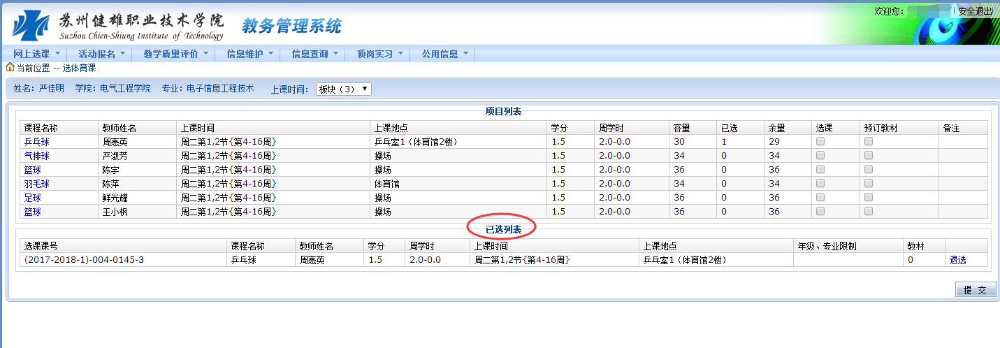 苏州健雄职业技术学院 教务管理系统 欢迎您： | 安全退出
Suzhou Chien-Shiung Institute of Technology
网上选课 活动报名 教学质量评价 信息维护 信息查询 顶岗实习 公用信息
当前位置 -- 选体育课
姓名：严佳明 学院：电气工程学院 专业：电子信息工程技术 上课时间： 板块（3）
项目列表
课程名称 教师姓名 上课时间 上课地点 学分 周学时 容量 已选 余量 选课 预订教材 备注
乒乓球 周惠英 周二第1,2节{第4-16周} 乒乓室1（体育馆2楼） 1.5 2.0-0.0 30 1 29
气排球 严淑芳 周二第1,2节{第4-16周} 操场 1.5 2.0-0.0 34 0 34
篮球 陈宇 周二第1,2节{第4-16周} 操场 1.5 2.0-0.0 36 0 36
羽毛球 陈萍 周二第1,2节{第4-16周} 体育馆 1.5 2.0-0.0 34 0 34
足球 鲜光耀 周二第1,2节{第4-16周} 操场 1.5 2.0-0.0 36 0 36
篮球 王小枫 周二第1,2节{第4-16周} 操场 1.5 2.0-0.0 36 0 36
已选列表
选课课号 课程名称 教师姓名 学分 周学时 上课时间 上课地点 年级、专业限制 教材
(2017-2018-1)-004-0145-3 乒乓球 周惠英 1.5 2.0-0.0 周二第1,2节{第4-16周} 乒乓室1（体育馆2楼） 0 退选
提 交